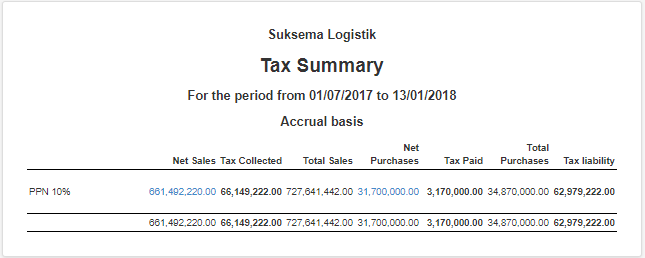 Suksema Logistik
Tax Summary
For the period from 01/07/2017 to 13/01/2018
Accrual basis
Net Sales Tax Collected Total Sales Net Purchases Tax Paid Total Purchases Tax liability
PPN 10% 661,492,220.00 66,149,222.00 727,641,442.00 31,700,000.00 3,170,000.00 34,870,000.00 62,979,222.00
661,492,220.00 66,149,222.00 727,641,442.00 31,700,000.00 3,170,000.00 34,870,000.00 62,979,222.00